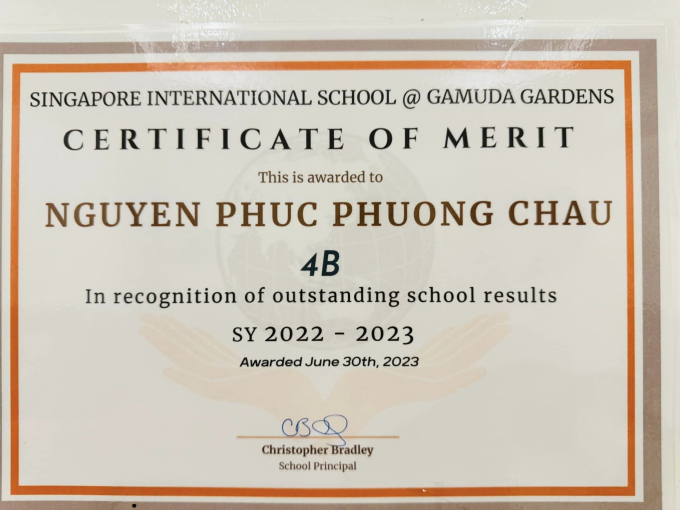 SINGAPORE INTERNATIONAL SCHOOL @ GAMUDA GARDENS
CERTIFICATE OF MERIT
This is awarded to
NGUYEN PHUC PHUONG CHAU
4B
In recognition of outstanding school results
SY 2022 - 2023
Awarded June 30th, 2023
Christopher Bradley
School Principal